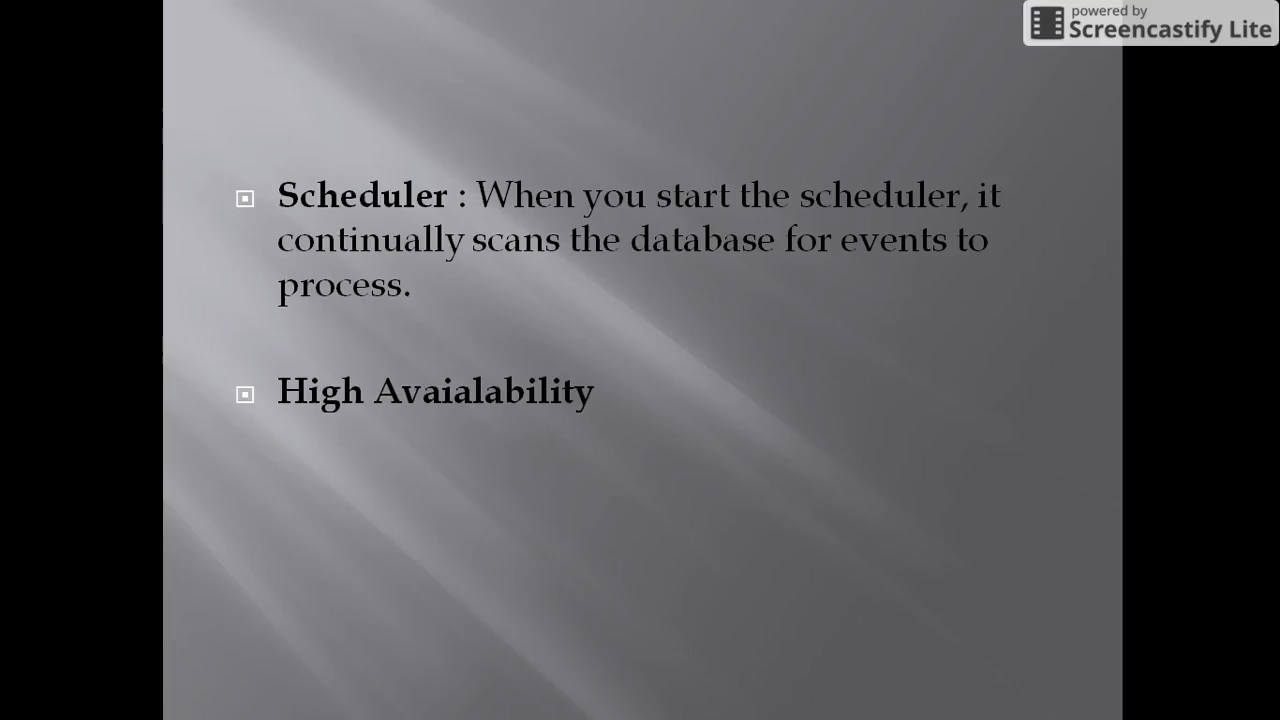 powered by
Screencastify Lite
Scheduler : When you start the scheduler, it
continually scans the database for events to
process.
High Avaialability